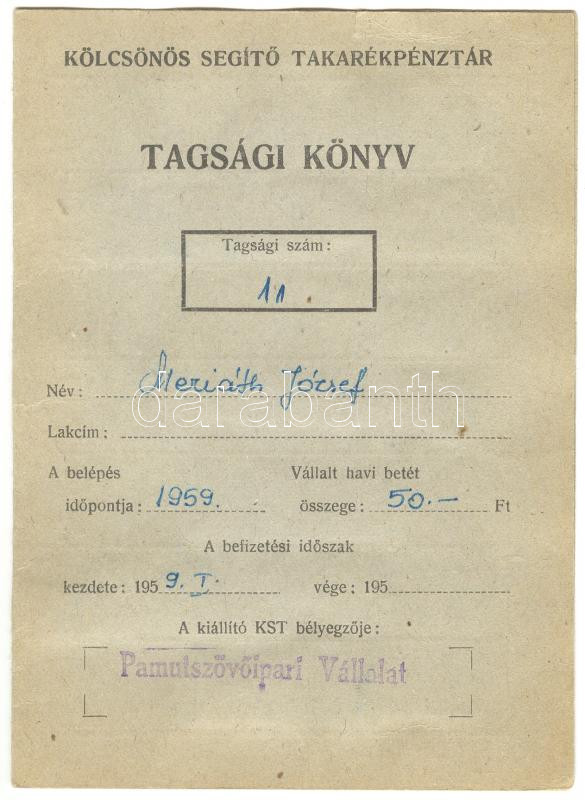 KÖLCSÖNÖS SEGÍTŐ TAKARÉKPÉNZTÁR
TAGSÁGI KÖNYV
Tagsági szám:
11.
Név: Meriáth József
darabanth
Lakcím:
A belépés Vállalt havi betét
időpontja: 1959. összege: 50.— Ft
A befizetési időszak
kezdete: 1959. I. vége: 195
A kiállító KST bélyegzője:
Pamutszövőipari Vállalat